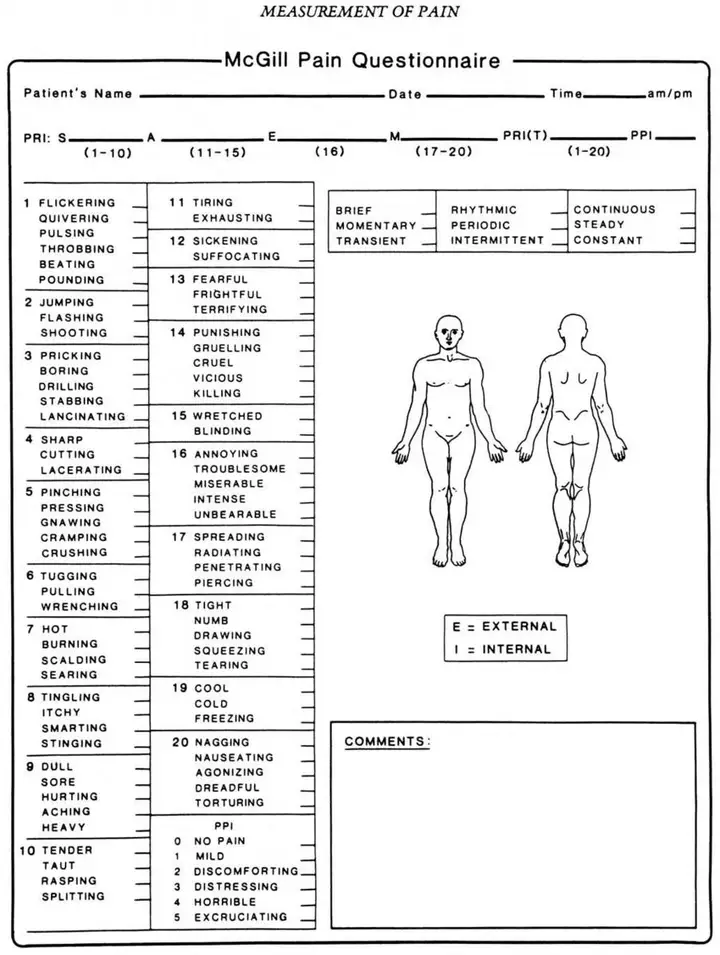 MEASUREMENT OF PAIN
McGill Pain Questionnaire
Patient's Name Date Time am/pm
PRI: S A E M PRI(T) PPI
(1-10) (11-15) (16) (17-20) (1-20)
1 FLICKERING
QUIVERING
PULSING
THROBBING
BEATING
POUNDING
2 JUMPING
FLASHING
SHOOTING
3 PRICKING
BORING
DRILLING
STABBING
LANCINATING
4 SHARP
CUTTING
LACERATING
5 PINCHING
PRESSING
GNAWING
CRAMPING
CRUSHING
6 TUGGING
PULLING
WRENCHING
7 HOT
BURNING
SCALDING
SEARING
8 TINGLING
ITCHY
SMARTING
STINGING
9 DULL
SORE
HURTING
ACHING
HEAVY
10 TENDER
TAUT
RASPING
SPLITTING
11 TIRING
EXHAUSTING
12 SICKENING
SUFFOCATING
13 FEARFUL
FRIGHTFUL
TERRIFYING
14 PUNISHING
GRUELLING
CRUEL
VICIOUS
KILLING
15 WRETCHED
BLINDING
16 ANNOYING
TROUBLESOME
MISERABLE
INTENSE
UNBEARABLE
17 SPREADING
RADIATING
PENETRATING
PIERCING
18 TIGHT
NUMB
DRAWING
SQUEEZING
TEARING
19 COOL
COLD
FREEZING
20 NAGGING
NAUSEATING
AGONIZING
DREADFUL
TORTURING
PPI
0 NO PAIN
1 MILD
2 DISCOMFORTING
3 DISTRESSING
4 HORRIBLE
5 EXCRUCIATING
BRIEF RHYTHMIC CONTINUOUS
MOMENTARY PERIODIC STEADY
TRANSIENT INTERMITTENT CONSTANT
E = EXTERNAL
I = INTERNAL
COMMENTS: